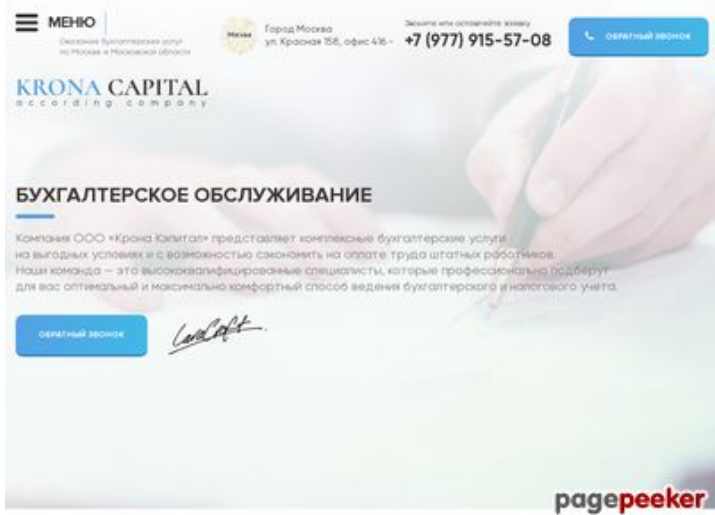 МЕНЮ
Оказание бухгалтерских услуг
по Москве и Московской области
Москва
Город Москва
ул. Красная 158, офис 416 -
Звоните или оставляйте заявку
+7 (977) 915-57-08
ОБРАТНЫЙ ЗВОНОК
KRONA CAPITAL
according company
БУХГАЛТЕРСКОЕ ОБСЛУЖИВАНИЕ
Компания ООО «Крона Кэпитал» представляет комплексные бухгалтерские услуги
на выгодных условиях и с возможностью сэкономить на оплате труда штатных работников.
Наши команда — это высококвалифицированные специалисты, которые профессионально подберут
для вас оптимальный и максимально комфортный способ ведения бухгалтерского и налогового учета.
ОБРАТНЫЙ ЗВОНОК
pagepeeker